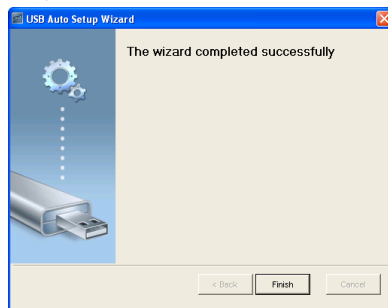 USB Auto Setup Wizard
The wizard completed successfully
< Back Finish Cancel